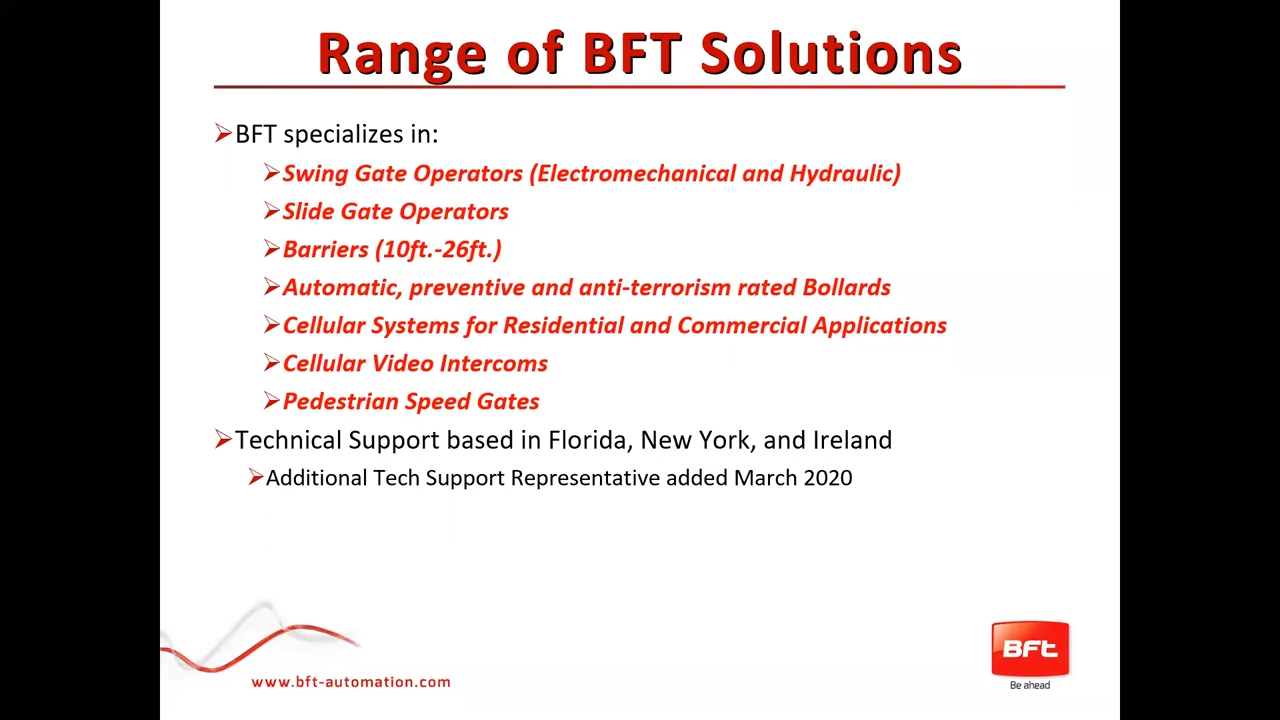 Range of BFT Solutions
BFT specializes in:
Swing Gate Operators (Electromechanical and Hydraulic)
Slide Gate Operators
Barriers (10ft.-26ft.)
Automatic, preventive and anti-terrorism rated Bollards
Cellular Systems for Residential and Commercial Applications
Cellular Video Intercoms
Pedestrian Speed Gates
Technical Support based in Florida, New York, and Ireland
Additional Tech Support Representative added March 2020
BFt
www.bft-automation.com
Be ahead